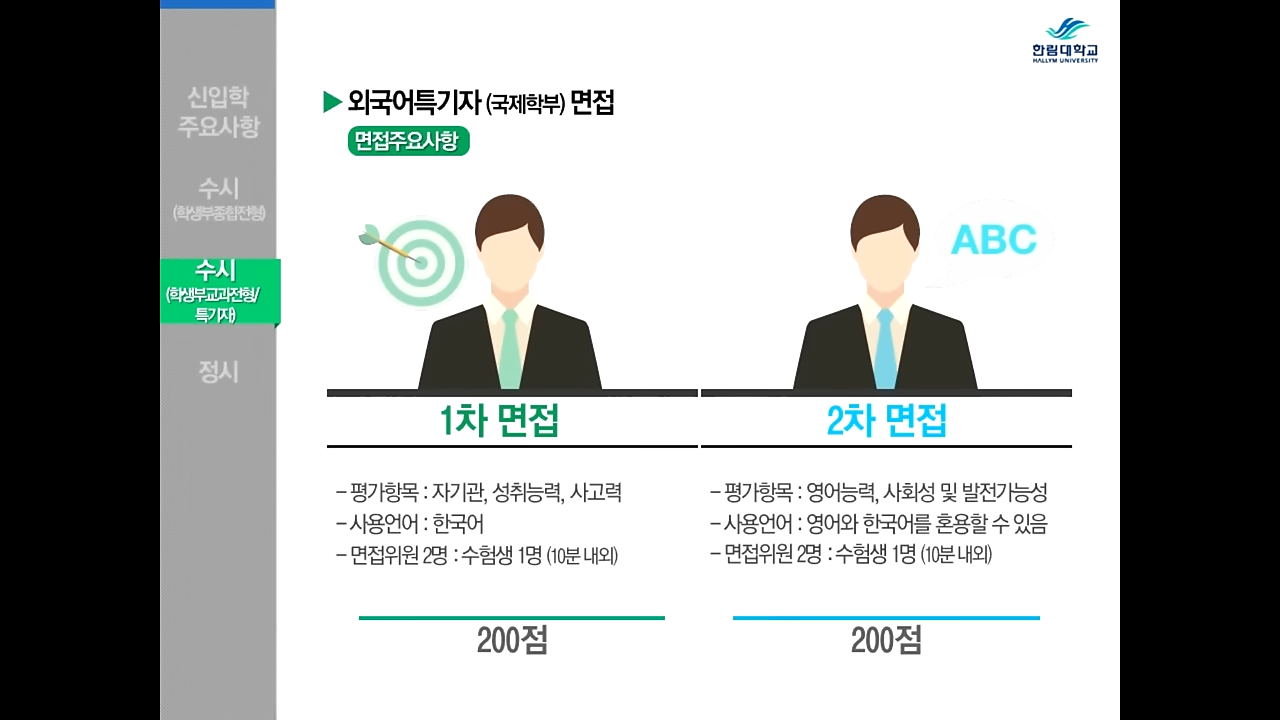 한림대학교
HALLYM UNIVERSITY
신입학
주요사항
수시
(학생부종합전형)
수시
(학생부교과전형/
특기자)
정시
▶외국어특기자 (국제학부) 면접
면접주요사항
ABC
1차 면접
- 평가항목 : 자기관, 성취능력, 사고력
- 사용언어 : 한국어
- 면접위원 2명 : 수험생 1명 (10분 내외)
200점
2차 면접
- 평가항목 : 영어능력, 사회성 및 발전가능성
- 사용언어 : 영어와 한국어를 혼용할 수 있음
- 면접위원 2명 : 수험생 1명 (10분 내외)
200점